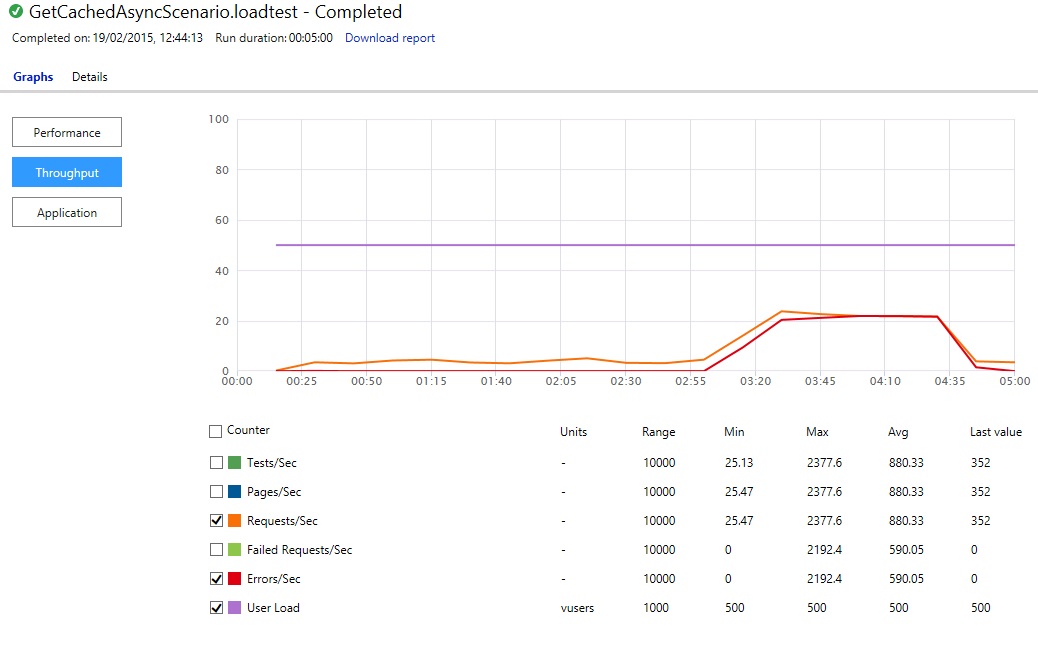 GetCachedAsyncScenario.loadtest - Completed
Completed on: 19/02/2015, 12:44:13 Run duration: 00:05:00 Download report
Graphs Details
Performance
Throughput
Application
100
80
60
40
20
0
00:00 00:25 00:50 01:15 01:40 02:05 02:30 02:55 03:20 03:45 04:10 04:35 05:00
Counter Units Range Min Max Avg Last value
Tests/Sec - 10000 25.13 2377.6 880.33 352
Pages/Sec - 10000 25.47 2377.6 880.33 352
Requests/Sec - 10000 25.47 2377.6 880.33 352
Failed Requests/Sec - 10000 0 2192.4 590.05 0
Errors/Sec - 10000 0 2192.4 590.05 0
User Load vusers 1000 500 500 500 500